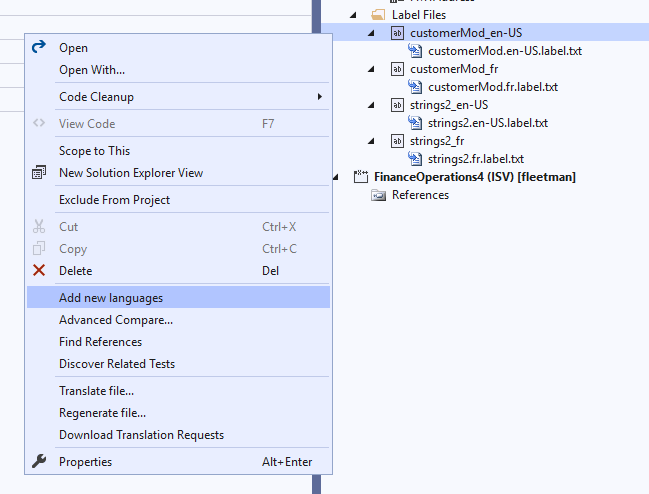 Open
Open With...
Code Cleanup
View Code F7
Scope to This
New Solution Explorer View
Exclude From Project
Cut Ctrl+X
Copy Ctrl+C
Delete Del
Add new languages
Advanced Compare...
Find References
Discover Related Tests
Translate file...
Regenerate file...
Download Translation Requests
Properties Alt+Enter
Label Files
customerMod_en-US
customerMod.en-US.label.txt
customerMod_fr
customerMod.fr.label.txt
strings2_en-US
strings2.en-US.label.txt
strings2_fr
strings2.fr.label.txt
FinanceOperations4 (ISV) [fleetman]
References